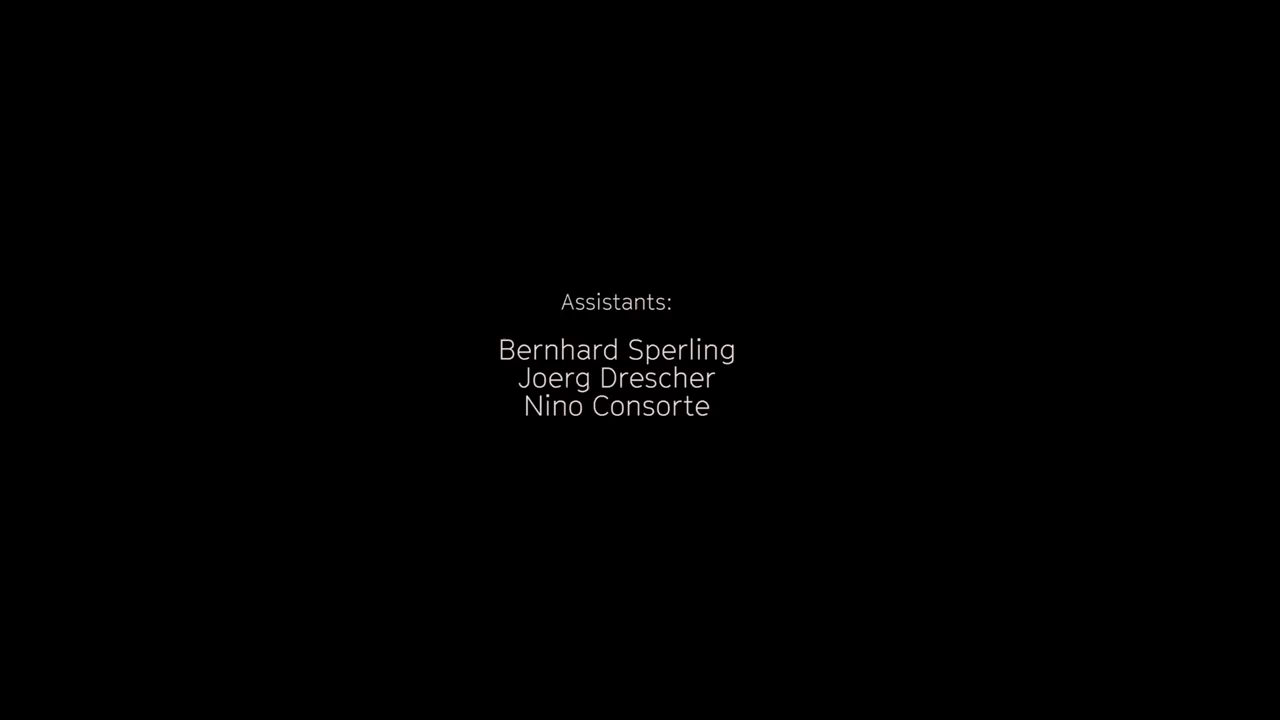 Assistants:
Bernhard Sperling
Joerg Drescher
Nino Consorte